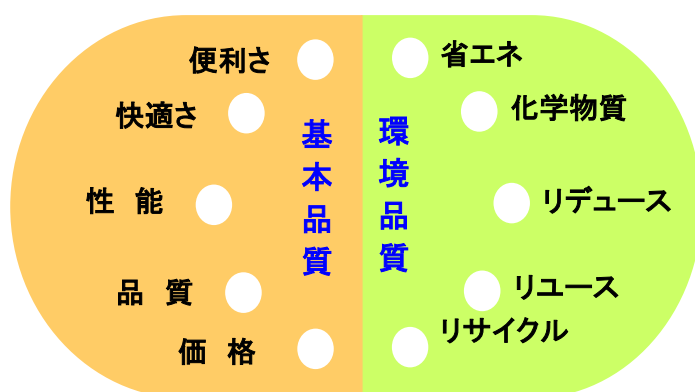 便利さ
快適さ
性 能
品 質
価 格
基本品質
環境品質
省エネ
化学物質
リデュース
リユース
リサイクル